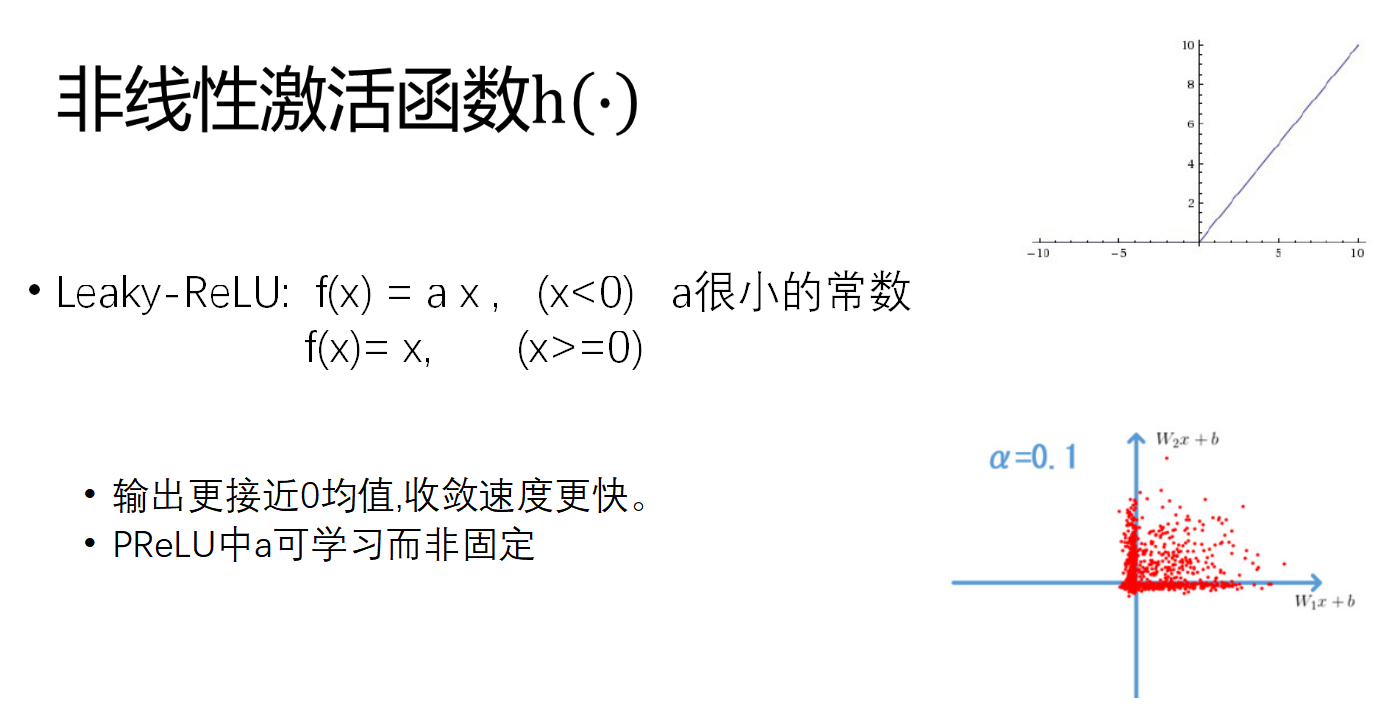 非线性激活函数h(·)
10
8
6
4
2
−10 −5 5 10
• Leaky-ReLU: f(x) = a x , (x<0) a很小的常数
f(x)= x, (x>=0)
α=0.1
W₂x + b
• 输出更接近0均值,收敛速度更快。
• PReLU中a可学习而非固定
W₁x + b